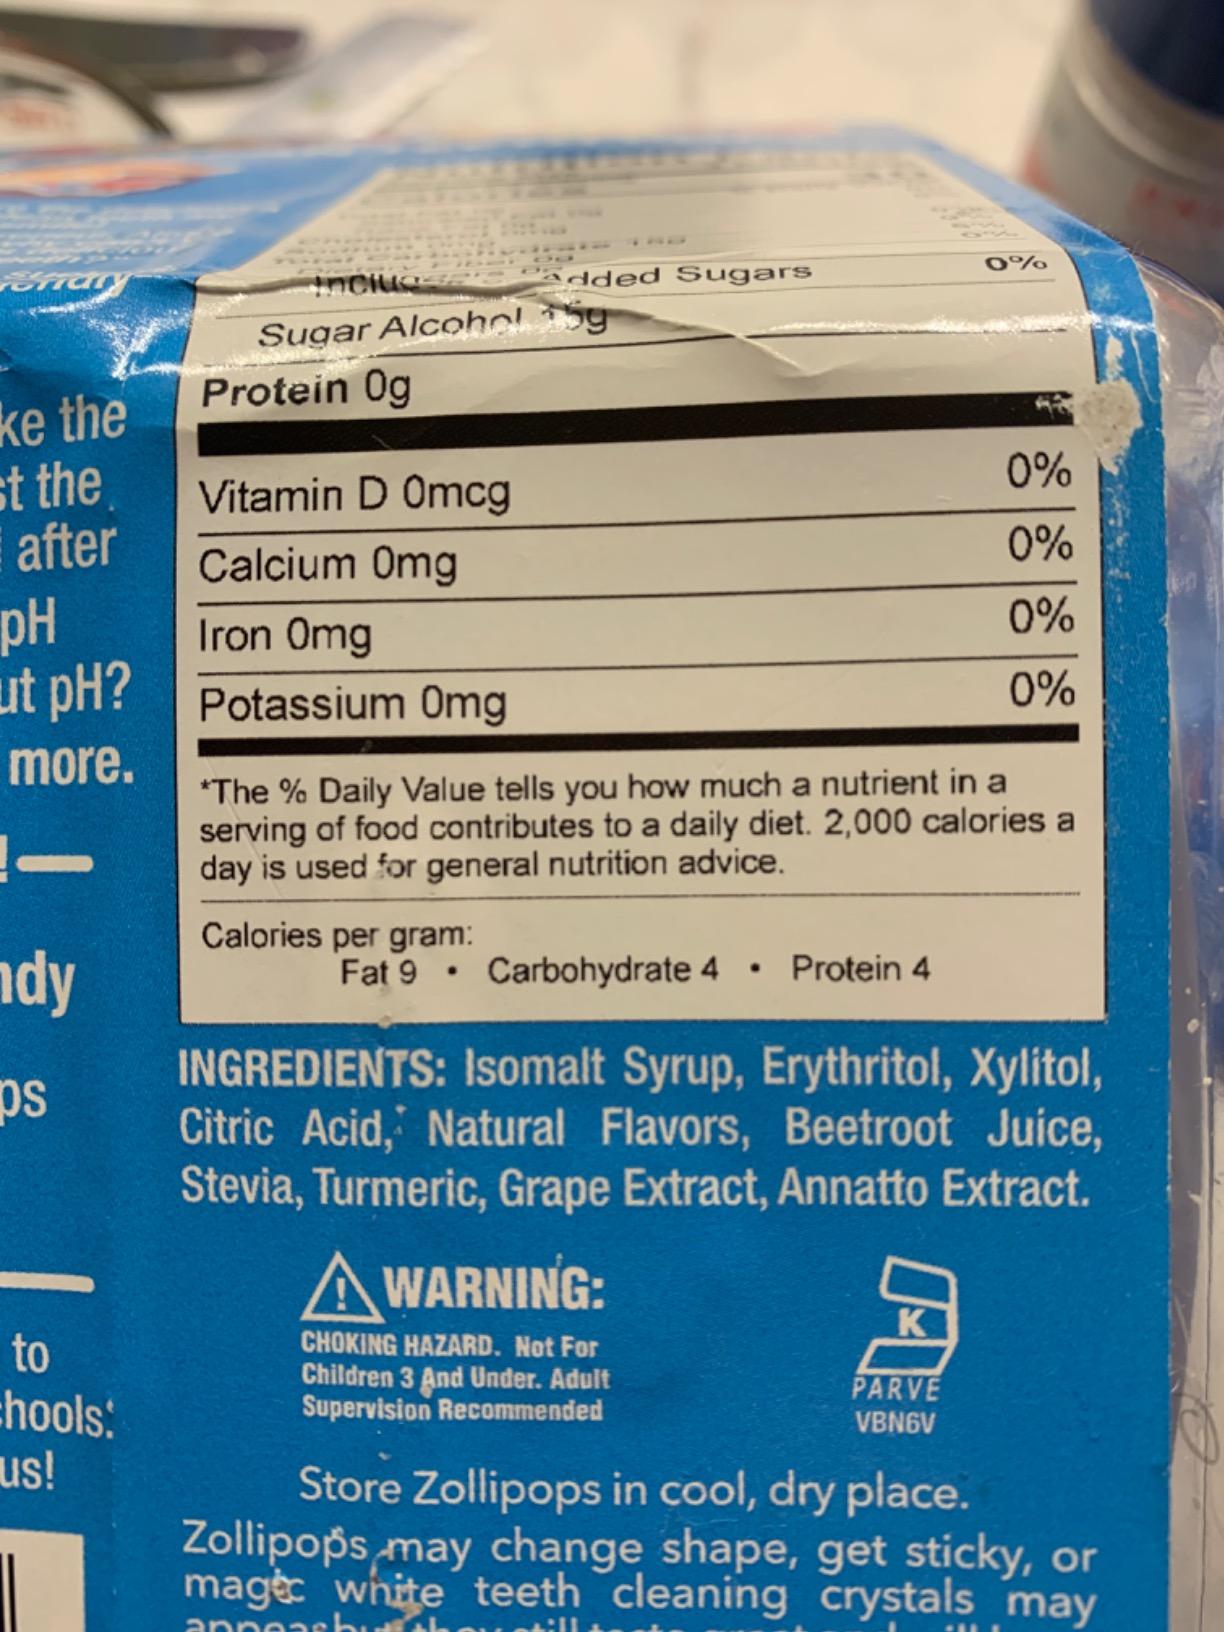 Added Sugars 0%
Sugar Alcohol 15g
Protein 0g
Vitamin D 0mcg 0%
Calcium 0mg 0%
Iron 0mg 0%
Potassium 0mg 0%
*The % Daily Value tells you how much a nutrient in a
serving of food contributes to a daily diet. 2,000 calories a
day is used for general nutrition advice.
Calories per gram:
Fat 9 • Carbohydrate 4 • Protein 4
INGREDIENTS: Isomalt Syrup, Erythritol, Xylitol,
Citric Acid, Natural Flavors, Beetroot Juice,
Stevia, Turmeric, Grape Extract, Annatto Extract.
WARNING:
CHOKING HAZARD. Not For
Children 3 And Under. Adult
Supervision Recommended
K
PARVE
VBN6V
Store Zollipops in cool, dry place.
Zollipops may change shape, get sticky, or
magic white teeth cleaning crystals may
ke the
st the
after
pH
ut pH?
more.
!
ndy
ps
to
hools:
us!